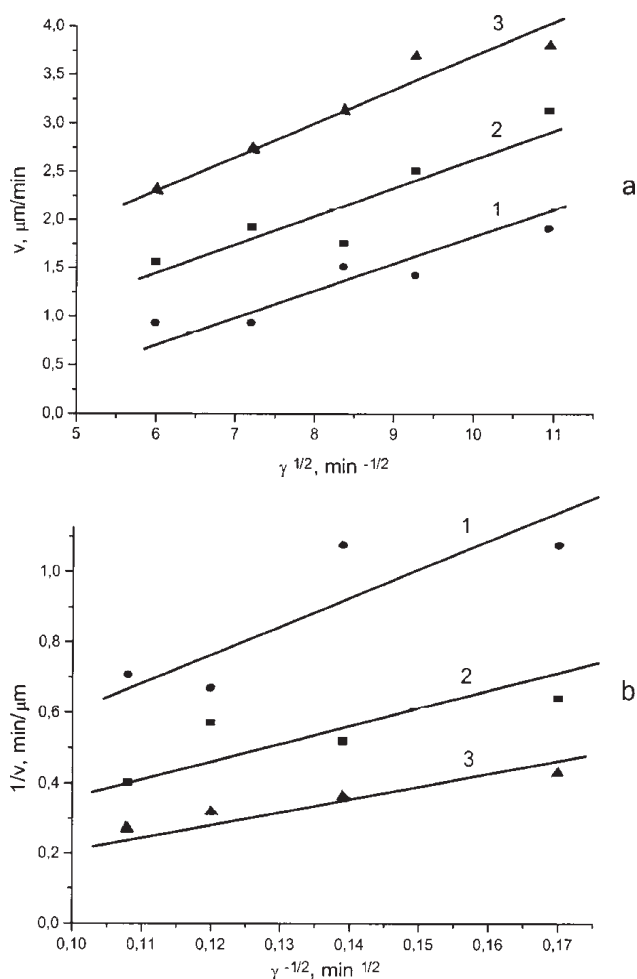 4,0
3,5
3,0
2,5
2,0
1,5
1,0
0,5
0,0
v, μm/min
3
2
1
a
5 6 7 8 9 10 11
γ 1/2, min -1/2
1,0
0,8
0,6
0,4
0,2
0,0
1/v, min/μm
1
2
3
b
0,10 0,11 0,12 0,13 0,14 0,15 0,16 0,17
γ -1/2, min 1/2